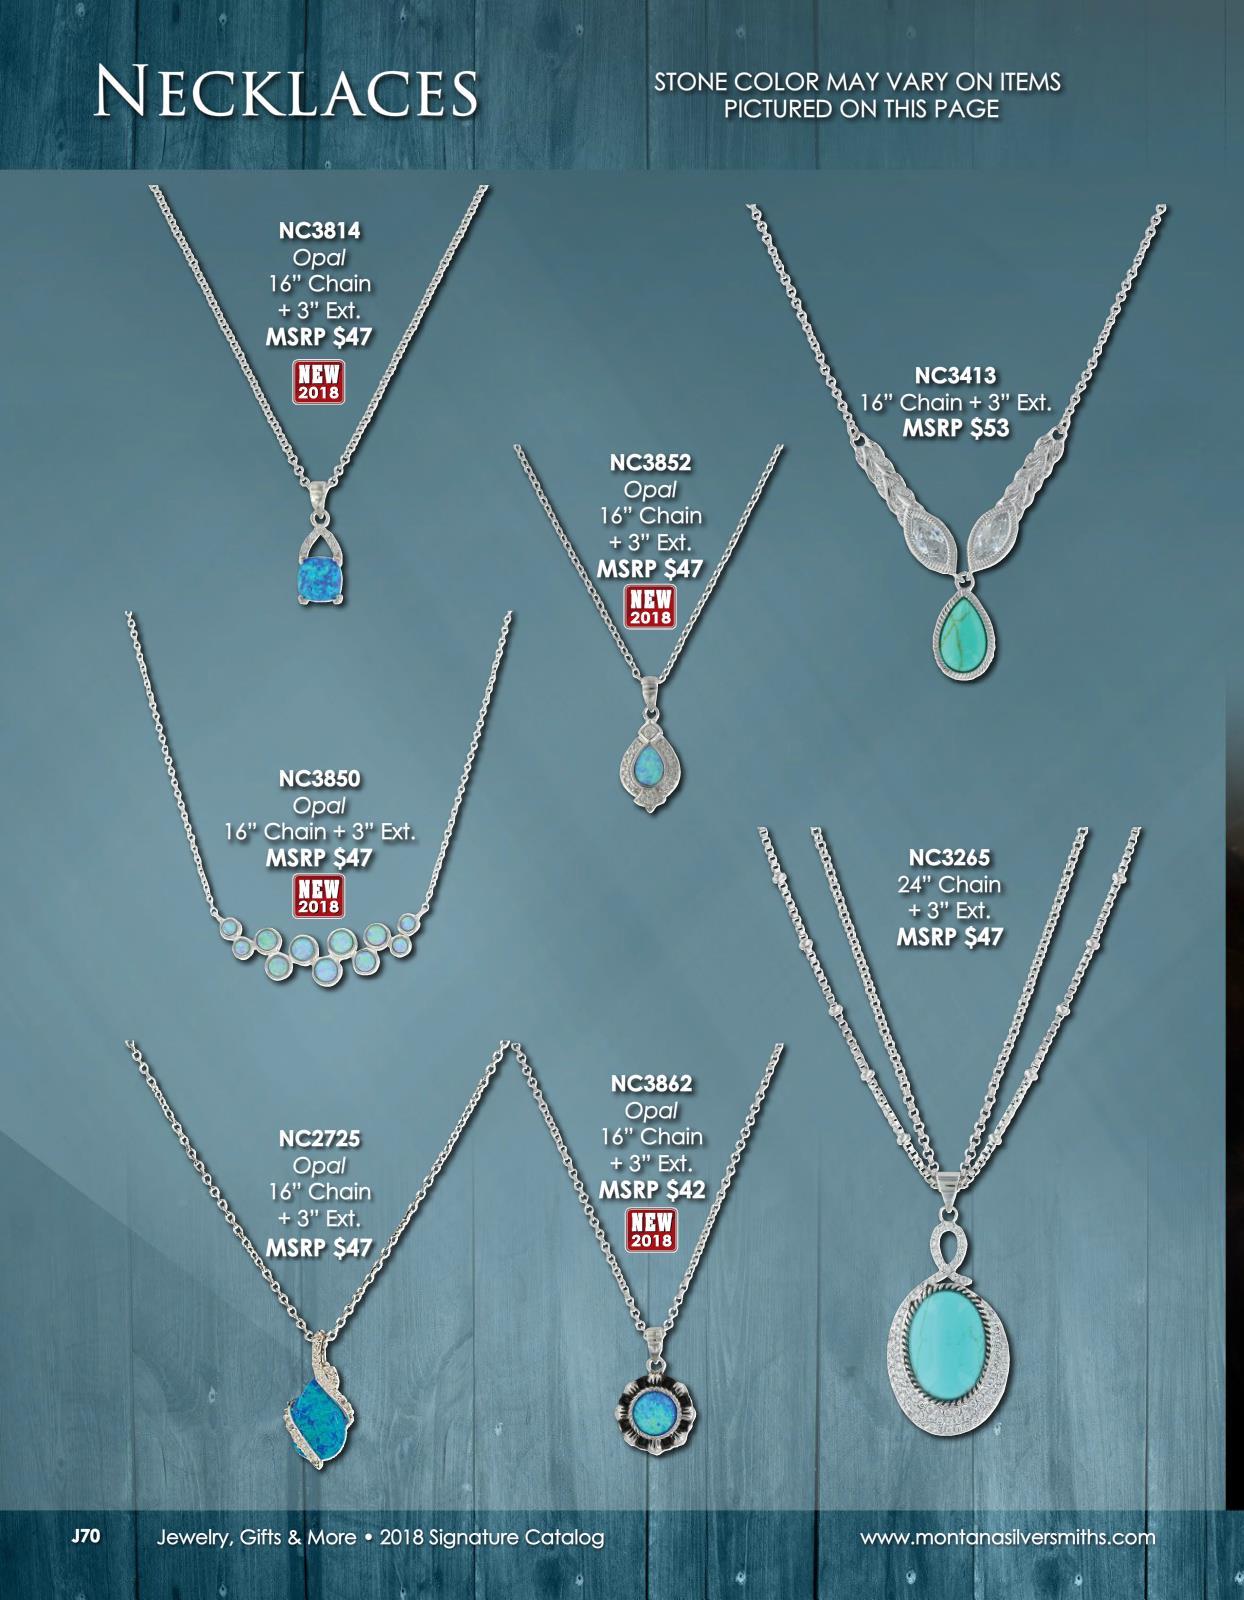 NECKLACES
STONE COLOR MAY VARY ON ITEMS
PICTURED ON THIS PAGE
NC3814
Opal
16” Chain
+ 3” Ext.
MSRP $47
NEW
2018
NC3413
16” Chain + 3” Ext.
MSRP $53
NC3852
Opal
16” Chain
+ 3” Ext.
MSRP $47
NEW
2018
NC3850
Opal
16” Chain + 3” Ext.
MSRP $47
NEW
2018
NC3265
24” Chain
+ 3” Ext.
MSRP $47
NC2725
Opal
16” Chain
+ 3” Ext.
MSRP $47
NC3862
Opal
16” Chain
+ 3” Ext.
MSRP $42
NEW
2018
J70 Jewelry, Gifts & More • 2018 Signature Catalog www.montanasilversmiths.com